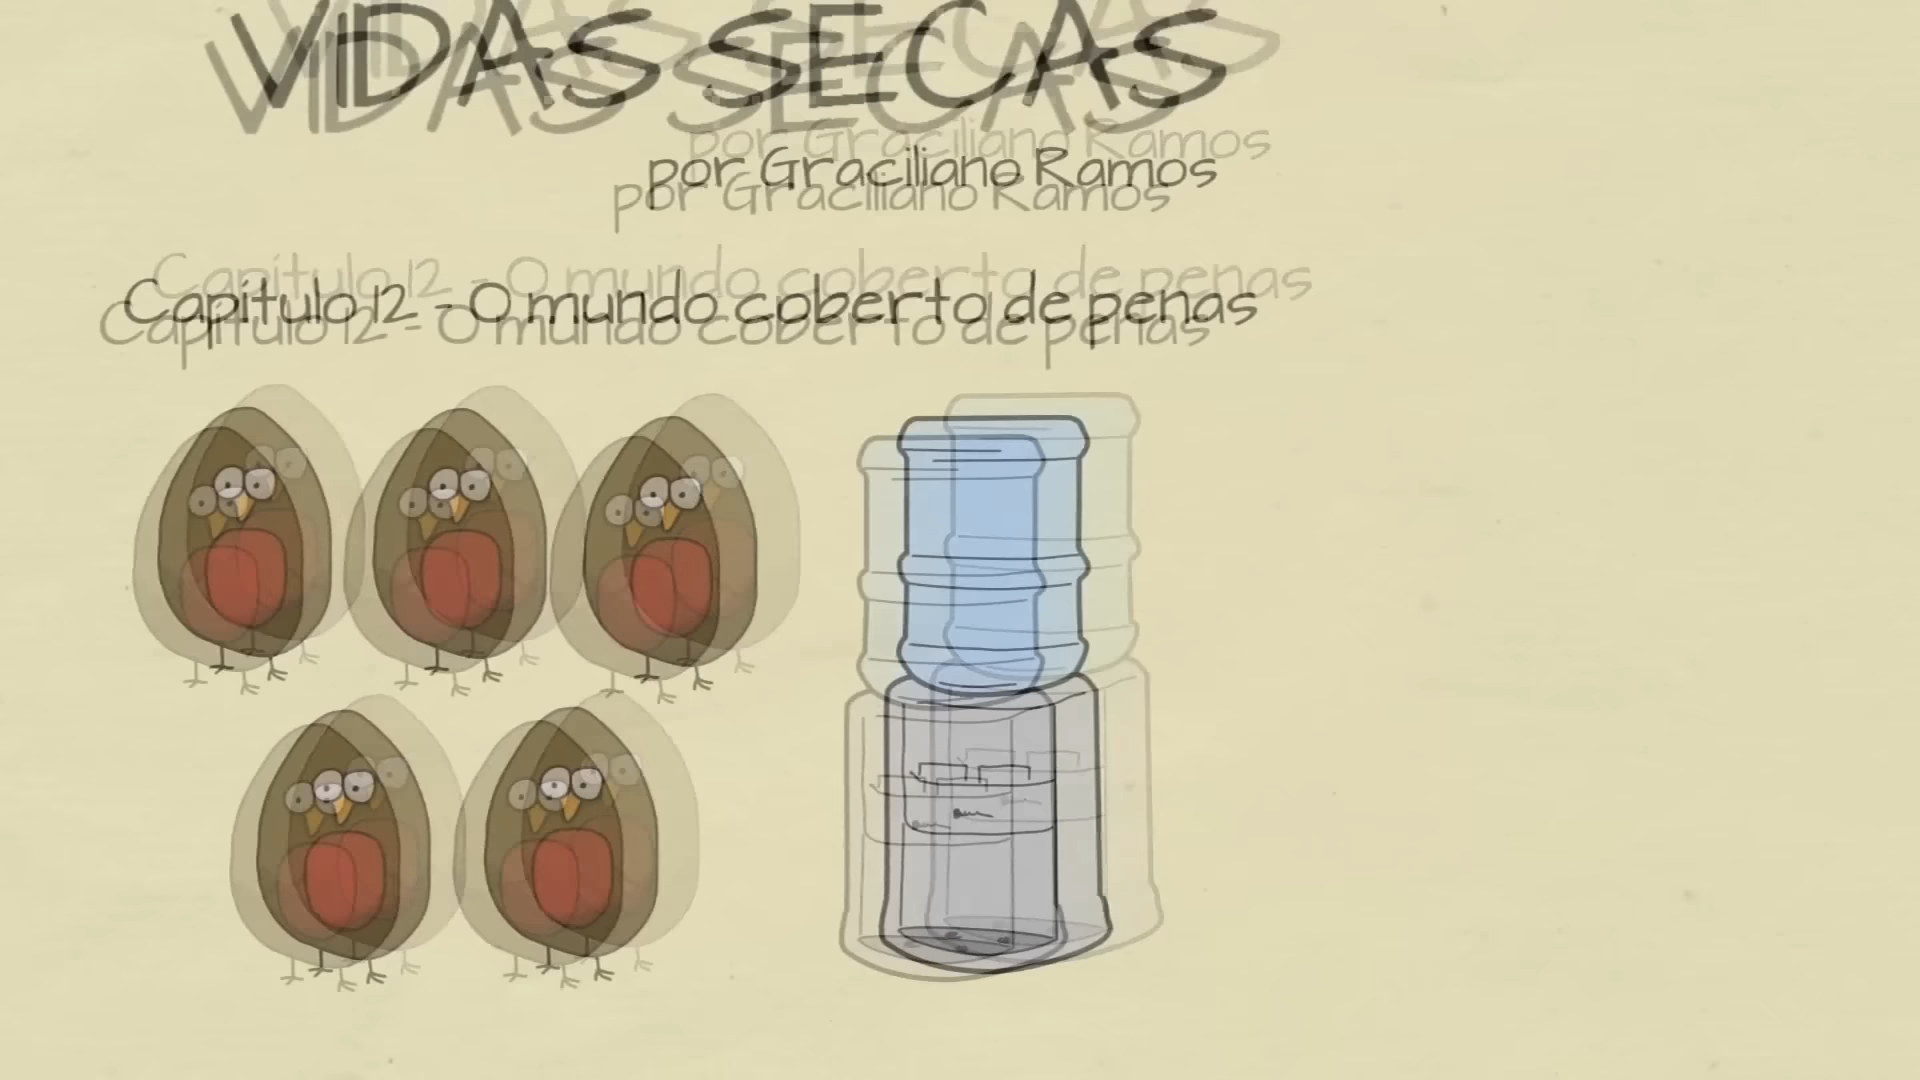 VIDAS SECAS
por Graciliano Ramos
Capítulo 12 - O mundo coberto de penas